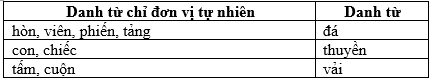 Danh từ chỉ đơn vị tự nhiên Danh từ
hòn, viên, phiến, tảng đá
con, chiếc thuyền
tấm, cuộn vải